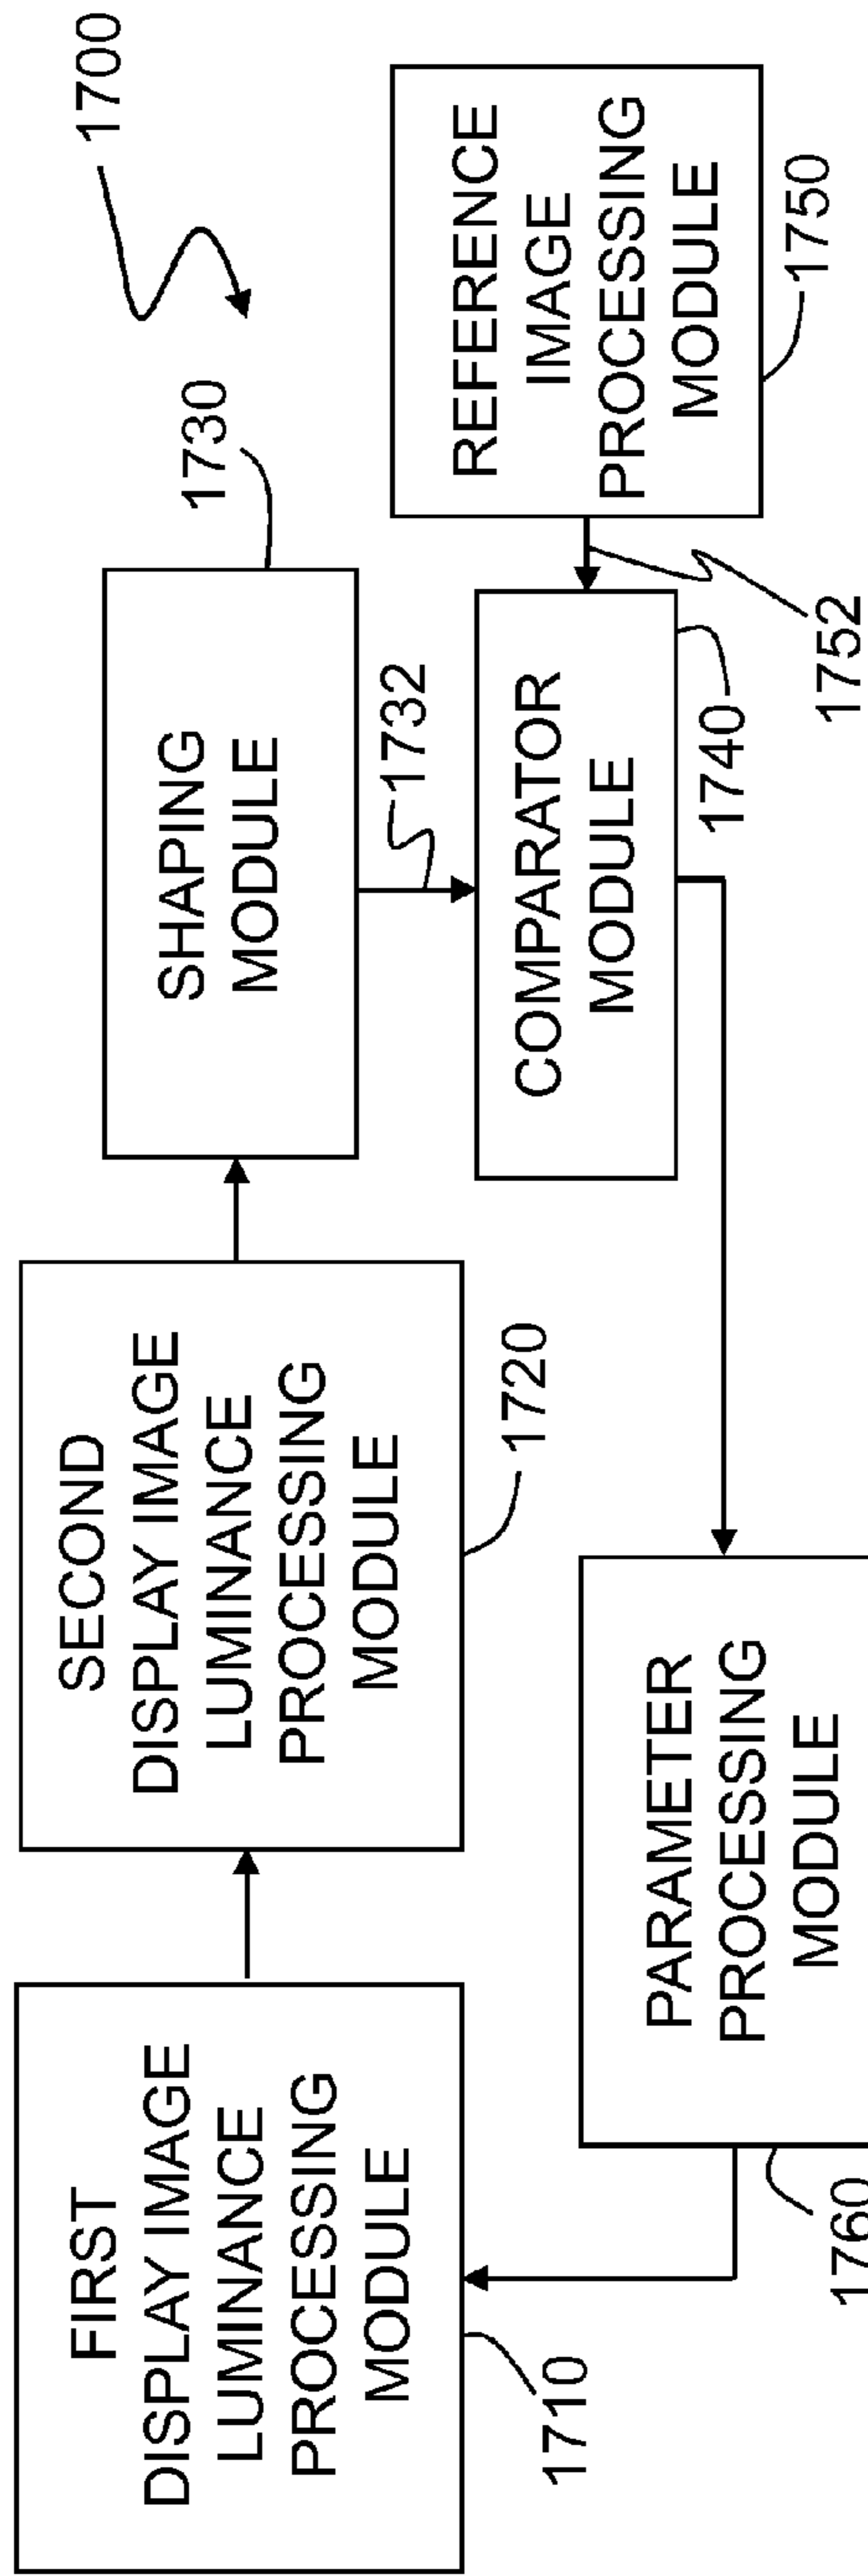 1700
FIRST
DISPLAY IMAGE
LUMINANCE
PROCESSING
MODULE
1710
SECOND
DISPLAY IMAGE
LUMINANCE
PROCESSING
MODULE
1720
SHAPING
MODULE
1730
1732
COMPARATOR
MODULE
1740
REFERENCE
IMAGE
PROCESSING
MODULE
1750
1752
PARAMETER
PROCESSING
MODULE
1760